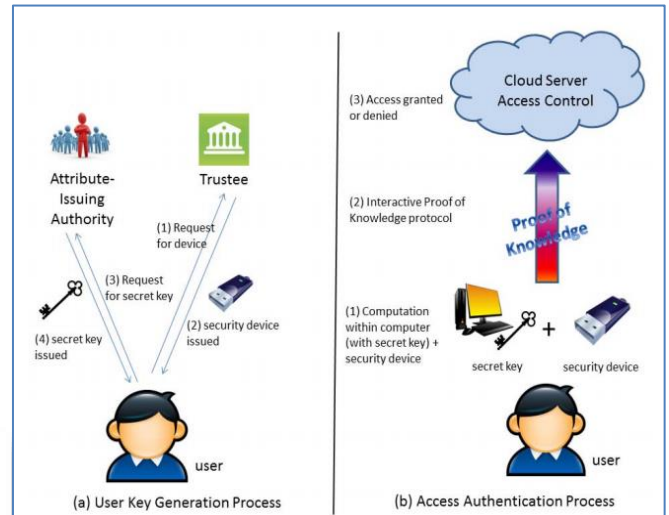 Attribute-
Issuing
Authority
Trustee
(1) Request
for device
(3) Request
for secret key
(4) secret key
issued
(2) security device
issued
user
(a) User Key Generation Process
Cloud Server
Access Control
(3) Access granted
or denied
(2) Interactive Proof of
Knowledge protocol
Proof of
Knowledge
(1) Computation
within computer
(with secret key) +
security device
+
secret key
security device
user
(b) Access Authentication Process